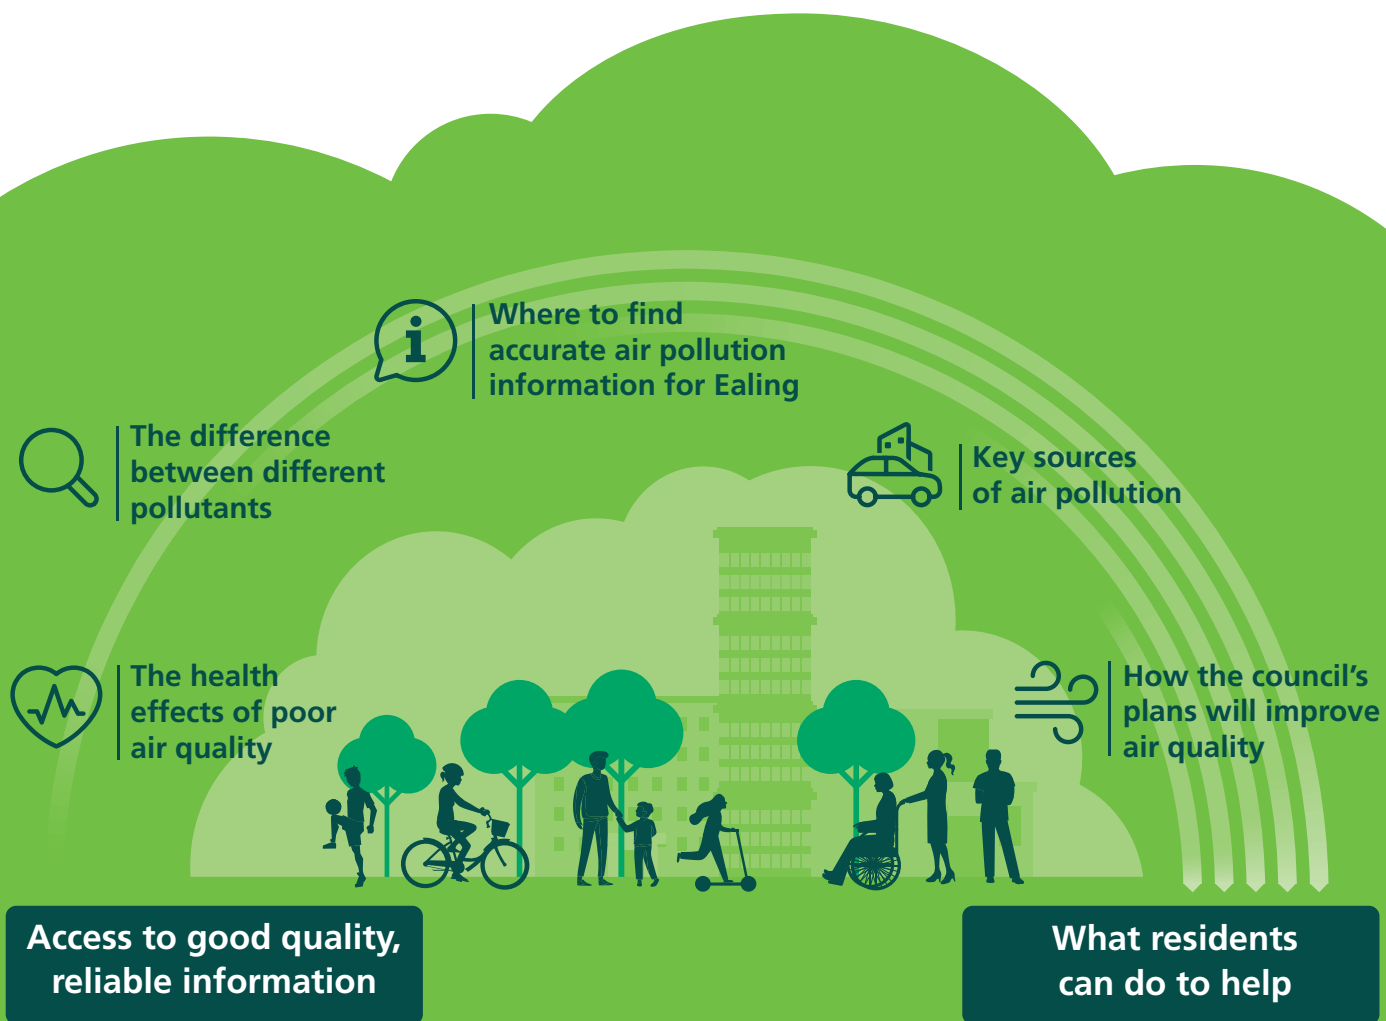 Where to find
accurate air pollution
information for Ealing
The difference
between different
pollutants
Key sources
of air pollution
The health
effects of poor
air quality
How the council’s
plans will improve
air quality
Access to good quality,
reliable information
What residents
can do to help